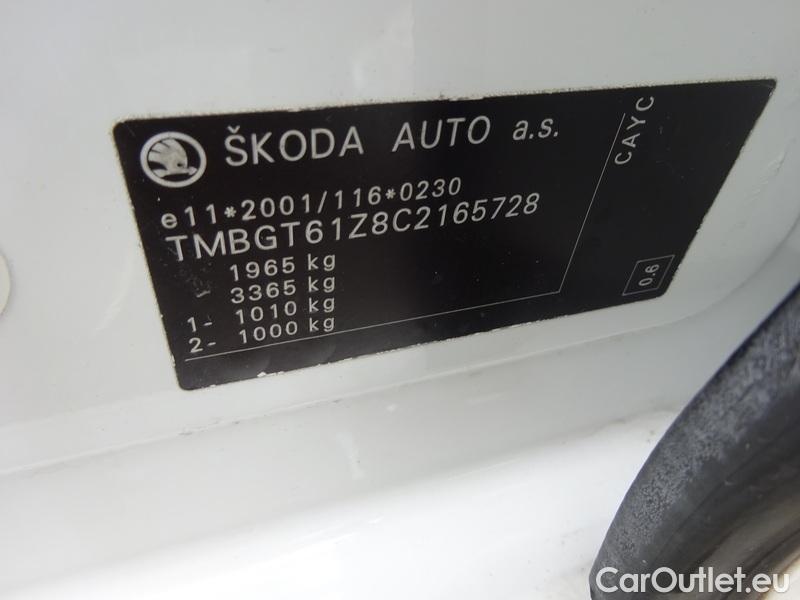 ŠKODA AUTO a.s.
e11*2001/116*0230
TMBGT61Z8C2165728
1965 kg
3365 kg
1- 1010 kg
2- 1000 kg
CAYC
0.6
CarOutlet.eu